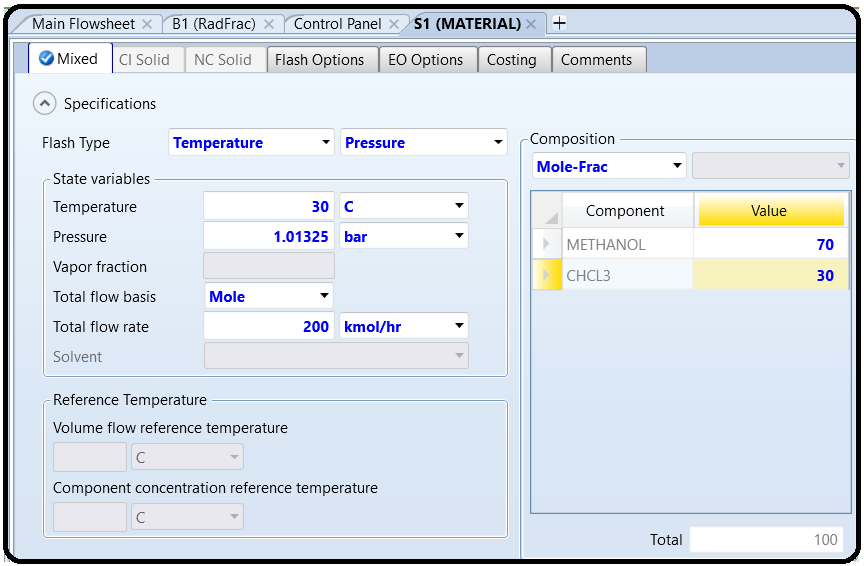 Main Flowsheet × B1 (RadFrac) × Control Panel × S1 (MATERIAL) × +
Mixed CI Solid NC Solid Flash Options EO Options Costing Comments
Specifications
Flash Type Temperature Pressure
State variables
Temperature 30 C
Pressure 1.01325 bar
Vapor fraction
Total flow basis Mole
Total flow rate 200 kmol/hr
Solvent
Reference Temperature
Volume flow reference temperature
C
Component concentration reference temperature
C
Composition
Mole-Frac
Component Value
METHANOL 70
CHCL3 30
Total 100